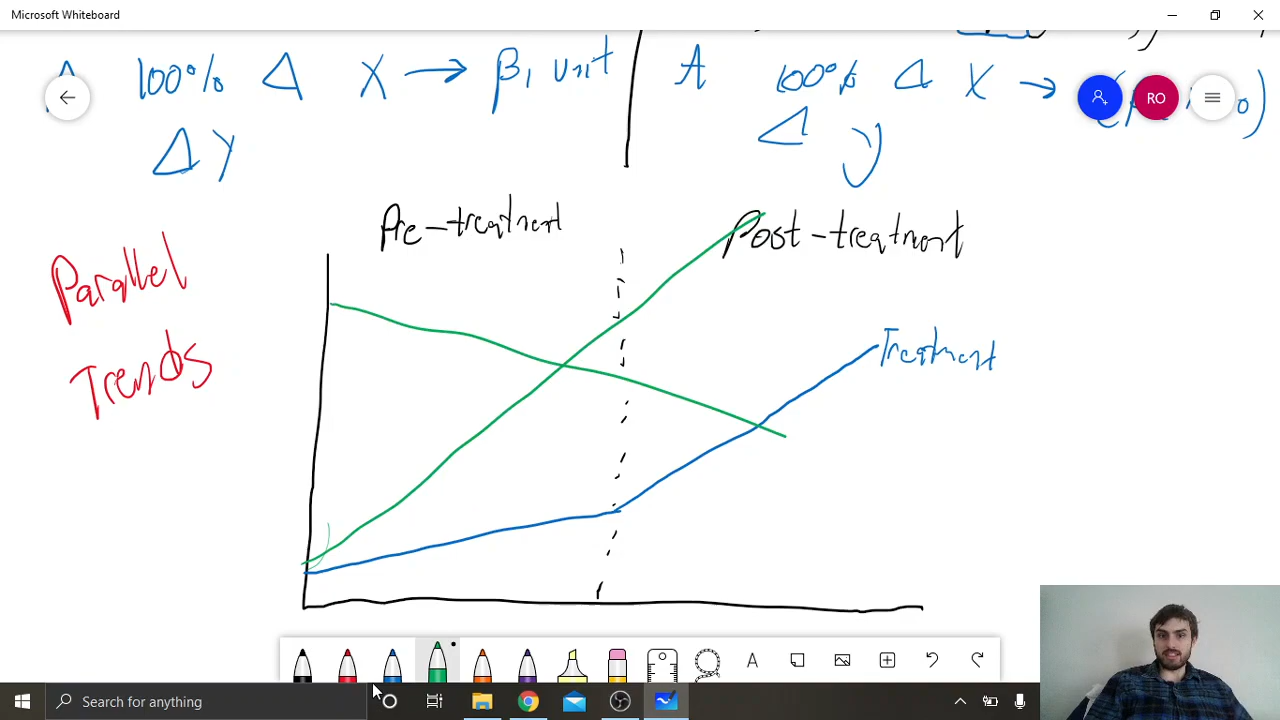 Microsoft Whiteboard
A 100% Δ X → β1 unit
Δ Y
A 100% Δ X →
Δ y
RO
Pre-treatment
Post-treatment
Parallel
Trends
Treatment
A
Search for anything